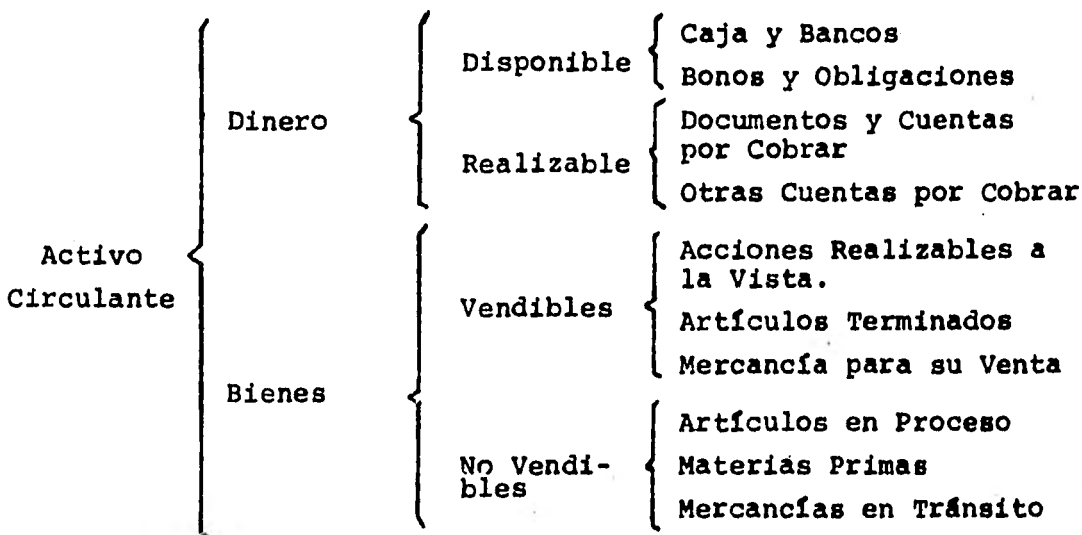 Activo
Circulante
Dinero
Disponible
Caja y Bancos
Bonos y Obligaciones
Realizable
Documentos y Cuentas
por Cobrar
Otras Cuentas por Cobrar
Bienes
Vendibles
Acciones Realizables a
la Vista.
Artículos Terminados
Mercancía para su Venta
No Vendi-
bles
Artículos en Proceso
Materias Primas
Mercancías en Tránsito